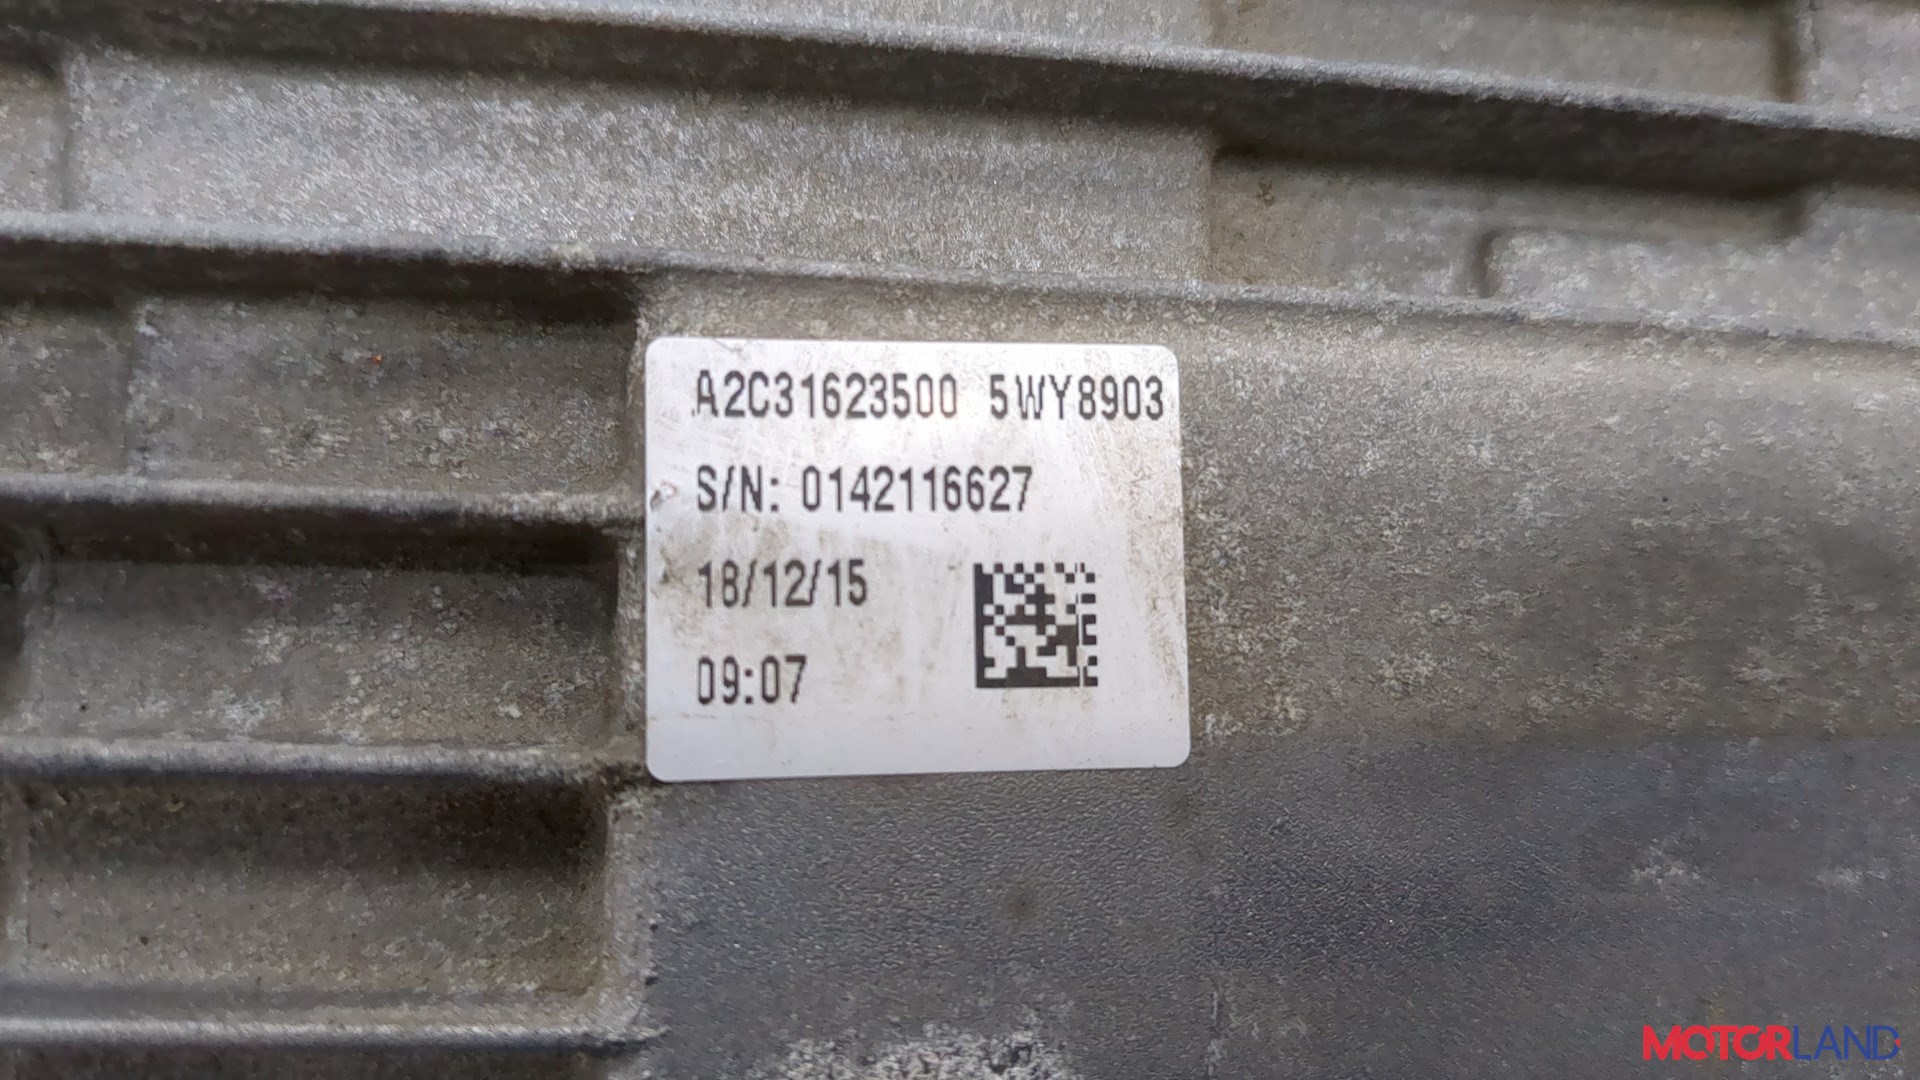 A2C31623500 5WY8903
S/N: 0142116627
18/12/15
09:07
MOTORLAND